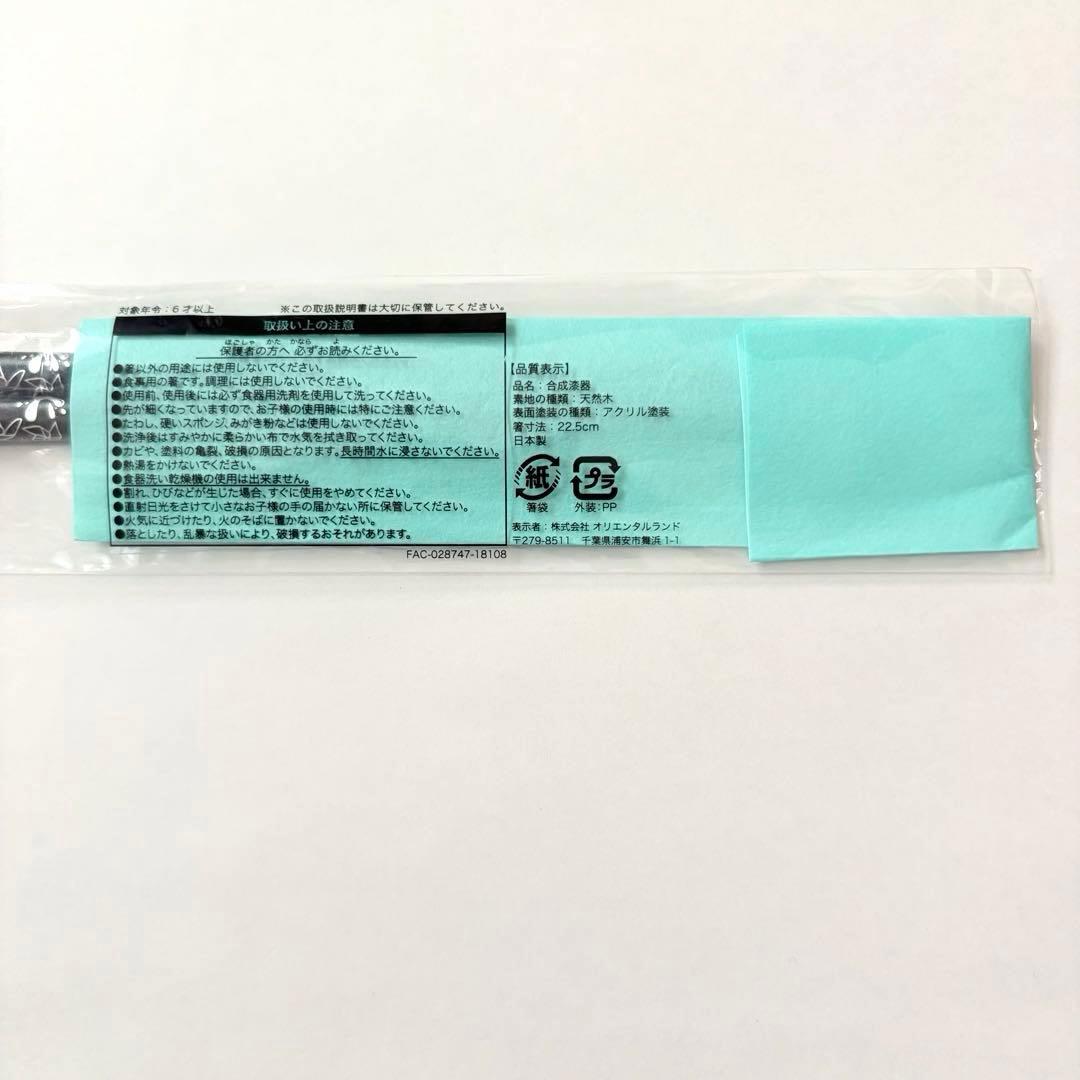 対象年令：6才以上　※この取扱説明書は大切に保管してください。
取扱い上の注意
ほごしゃ　かた　かなら　よ
保護者の方へ 必ずお読みください。
●箸以外の用途には使用しないでください。
●食事用の箸です。調理には使用しないでください。
●使用前、使用後には必ず食器用洗剤を使用して洗ってください。
●先が細くなっていますので、お子様の使用時には特にご注意ください。
●たわし、硬いスポンジ、みがき粉などは使用しないでください。
●洗浄後はすみやかに柔らかい布で水気を拭き取ってください。
●カビや、塗料の亀裂、破損の原因となります。長時間水に浸さないでください。
●熱湯をかけないでください。
●食器洗い乾燥機の使用は出来ません。
●割れ、ひびなどが生じた場合、すぐに使用をやめてください。
●直射日光をさけて小さなお子様の手の届かない所に保管してください。
●火気に近づけたり、火のそばに置かないでください。
●落としたり、乱暴な扱いにより、破損するおそれがあります。
FAC-028747-18108
【品質表示】
品名：合成漆器
素地の種類：天然木
表面塗装の種類：アクリル塗装
箸寸法：22.5cm
日本製
紙 プラ
箸袋 外装：PP
表示者：株式会社 オリエンタルランド
〒279-8511　千葉県浦安市舞浜 1-1